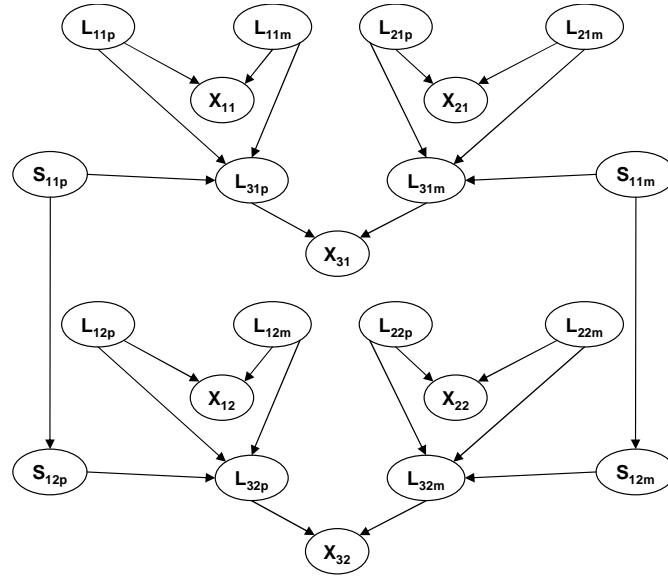 L11p L11m L21p L21m
X11 X21
S11p L31p L31m S11m
X31
L12p L12m L22p L22m
X12 X22
S12p L32p L32m S12m
X32